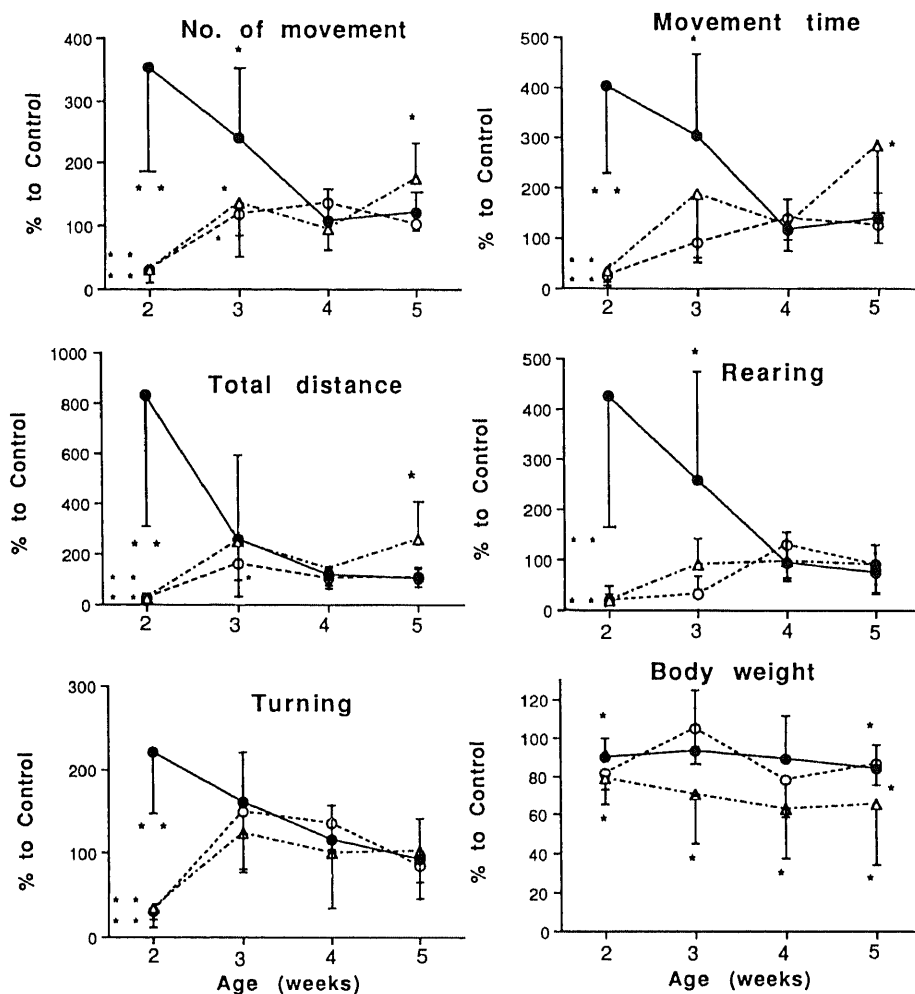 No. of movement
% to Control
400
300
200
100
0
2 3 4 5
Movement time
% to Control
500
400
300
200
100
0
2 3 4 5
Total distance
% to Control
1000
800
600
400
200
0
2 3 4 5
Rearing
% to Control
500
400
300
200
100
0
2 3 4 5
Turning
% to Control
300
200
100
0
2 3 4 5
Age (weeks)
Body weight
% to Control
120
100
80
60
40
20
0
2 3 4 5
Age (weeks)